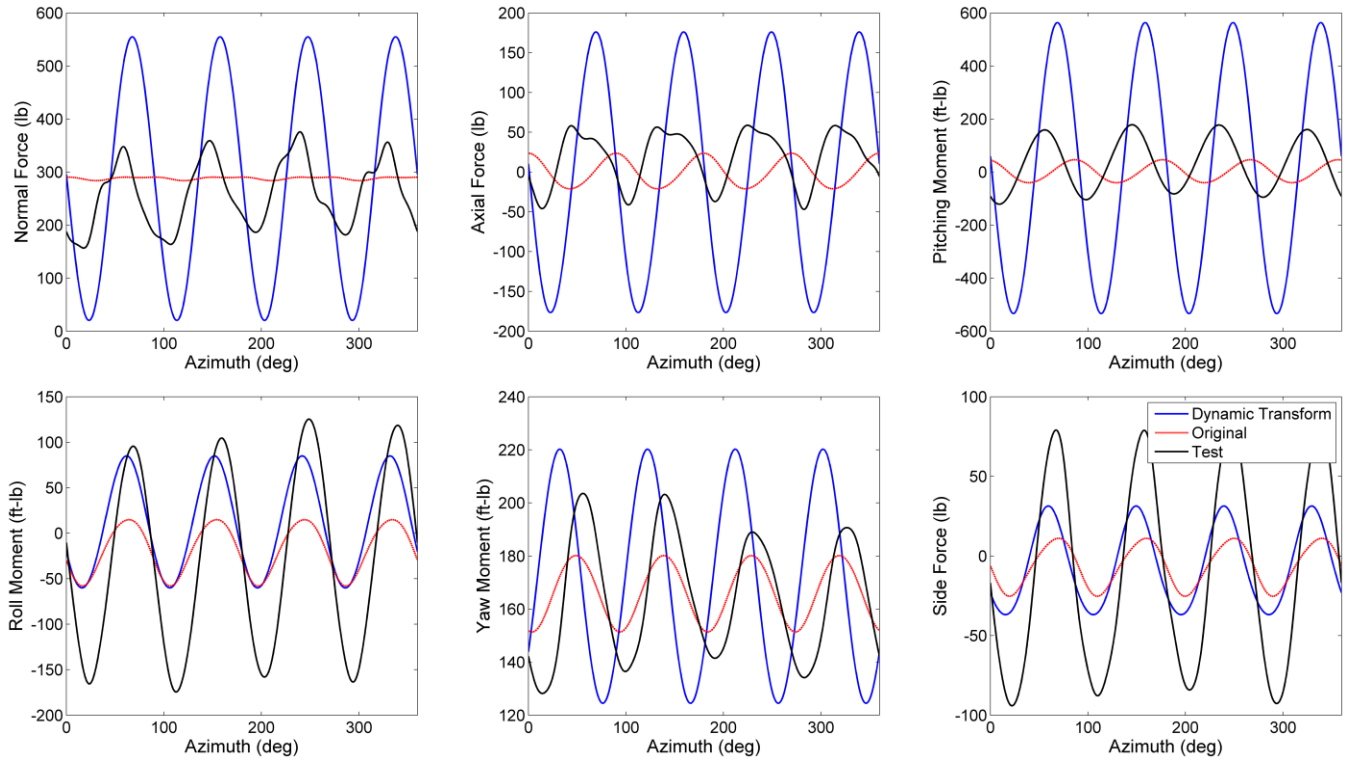 600
500
400
300
200
100
0
Normal Force (lb)
0 100 200 300
Azimuth (deg)
200
150
100
50
0
-50
-100
-150
-200
Axial Force (lb)
0 100 200 300
Azimuth (deg)
600
400
200
0
-200
-400
-600
Pitching Moment (ft-lb)
0 100 200 300
Azimuth (deg)
150
100
50
0
-50
-100
-150
-200
Roll Moment (ft-lb)
0 100 200 300
Azimuth (deg)
240
220
200
180
160
140
120
Yaw Moment (ft-lb)
0 100 200 300
Azimuth (deg)
100
50
0
-50
-100
Side Force (lb)
Dynamic Transform
Original
Test
0 100 200 300
Azimuth (deg)